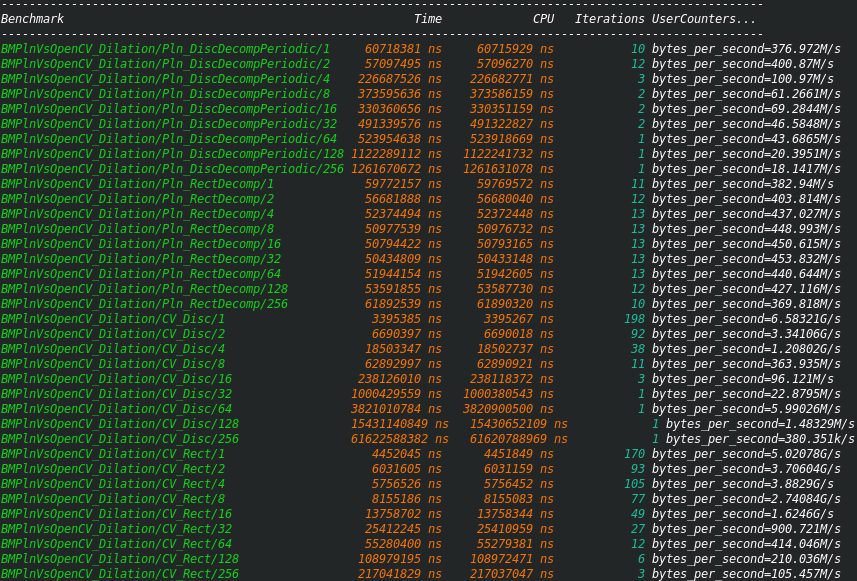 --------------------------------------------------------------------------------------------------------------
Benchmark Time CPU Iterations UserCounters...
--------------------------------------------------------------------------------------------------------------
BMPlnVsOpenCV_Dilation/Pln_DiscDecompPeriodic/1 60718381 ns 60715929 ns 10 bytes_per_second=376.972M/s
BMPlnVsOpenCV_Dilation/Pln_DiscDecompPeriodic/2 57097495 ns 57096270 ns 12 bytes_per_second=400.87M/s
BMPlnVsOpenCV_Dilation/Pln_DiscDecompPeriodic/4 226687526 ns 226682771 ns 3 bytes_per_second=100.97M/s
BMPlnVsOpenCV_Dilation/Pln_DiscDecompPeriodic/8 373595636 ns 373586159 ns 2 bytes_per_second=61.2661M/s
BMPlnVsOpenCV_Dilation/Pln_DiscDecompPeriodic/16 330360656 ns 330351159 ns 2 bytes_per_second=69.2844M/s
BMPlnVsOpenCV_Dilation/Pln_DiscDecompPeriodic/32 491339576 ns 491322827 ns 2 bytes_per_second=46.5848M/s
BMPlnVsOpenCV_Dilation/Pln_DiscDecompPeriodic/64 523954638 ns 523918669 ns 1 bytes_per_second=43.6865M/s
BMPlnVsOpenCV_Dilation/Pln_DiscDecompPeriodic/128 1122289112 ns 1122241732 ns 1 bytes_per_second=20.3951M/s
BMPlnVsOpenCV_Dilation/Pln_DiscDecompPeriodic/256 1261670672 ns 1261631078 ns 1 bytes_per_second=18.1417M/s
BMPlnVsOpenCV_Dilation/Pln_RectDecomp/1 59772157 ns 59769572 ns 11 bytes_per_second=382.94M/s
BMPlnVsOpenCV_Dilation/Pln_RectDecomp/2 56681888 ns 56680040 ns 12 bytes_per_second=403.814M/s
BMPlnVsOpenCV_Dilation/Pln_RectDecomp/4 52374494 ns 52372448 ns 13 bytes_per_second=437.027M/s
BMPlnVsOpenCV_Dilation/Pln_RectDecomp/8 50977539 ns 50976732 ns 13 bytes_per_second=448.993M/s
BMPlnVsOpenCV_Dilation/Pln_RectDecomp/16 50794422 ns 50793165 ns 13 bytes_per_second=450.615M/s
BMPlnVsOpenCV_Dilation/Pln_RectDecomp/32 50434809 ns 50433148 ns 13 bytes_per_second=453.832M/s
BMPlnVsOpenCV_Dilation/Pln_RectDecomp/64 51944154 ns 51942605 ns 13 bytes_per_second=440.644M/s
BMPlnVsOpenCV_Dilation/Pln_RectDecomp/128 53591855 ns 53587730 ns 12 bytes_per_second=427.116M/s
BMPlnVsOpenCV_Dilation/Pln_RectDecomp/256 61892539 ns 61890320 ns 10 bytes_per_second=369.818M/s
BMPlnVsOpenCV_Dilation/CV_Disc/1 3395385 ns 3395267 ns 198 bytes_per_second=6.58321G/s
BMPlnVsOpenCV_Dilation/CV_Disc/2 6690397 ns 6690018 ns 92 bytes_per_second=3.34106G/s
BMPlnVsOpenCV_Dilation/CV_Disc/4 18503347 ns 18502737 ns 38 bytes_per_second=1.20802G/s
BMPlnVsOpenCV_Dilation/CV_Disc/8 62892997 ns 62890921 ns 11 bytes_per_second=363.935M/s
BMPlnVsOpenCV_Dilation/CV_Disc/16 238126010 ns 238118372 ns 3 bytes_per_second=96.121M/s
BMPlnVsOpenCV_Dilation/CV_Disc/32 1000429559 ns 1000380543 ns 1 bytes_per_second=22.8795M/s
BMPlnVsOpenCV_Dilation/CV_Disc/64 3821010784 ns 3820900500 ns 1 bytes_per_second=5.99026M/s
BMPlnVsOpenCV_Dilation/CV_Disc/128 15431140849 ns 15430652109 ns 1 bytes_per_second=1.48329M/s
BMPlnVsOpenCV_Dilation/CV_Disc/256 61622588382 ns 61620788969 ns 1 bytes_per_second=380.351k/s
BMPlnVsOpenCV_Dilation/CV_Rect/1 4452045 ns 4451849 ns 170 bytes_per_second=5.02078G/s
BMPlnVsOpenCV_Dilation/CV_Rect/2 6031605 ns 6031159 ns 93 bytes_per_second=3.70604G/s
BMPlnVsOpenCV_Dilation/CV_Rect/4 5756526 ns 5756452 ns 105 bytes_per_second=3.8829G/s
BMPlnVsOpenCV_Dilation/CV_Rect/8 8155186 ns 8155083 ns 77 bytes_per_second=2.74084G/s
BMPlnVsOpenCV_Dilation/CV_Rect/16 13758702 ns 13758344 ns 49 bytes_per_second=1.6246G/s
BMPlnVsOpenCV_Dilation/CV_Rect/32 25412245 ns 25410959 ns 27 bytes_per_second=900.721M/s
BMPlnVsOpenCV_Dilation/CV_Rect/64 55280400 ns 55279381 ns 12 bytes_per_second=414.046M/s
BMPlnVsOpenCV_Dilation/CV_Rect/128 108979195 ns 108972471 ns 6 bytes_per_second=210.036M/s
BMPlnVsOpenCV_Dilation/CV_Rect/256 217041829 ns 217037047 ns 3 bytes_per_second=105.457M/s